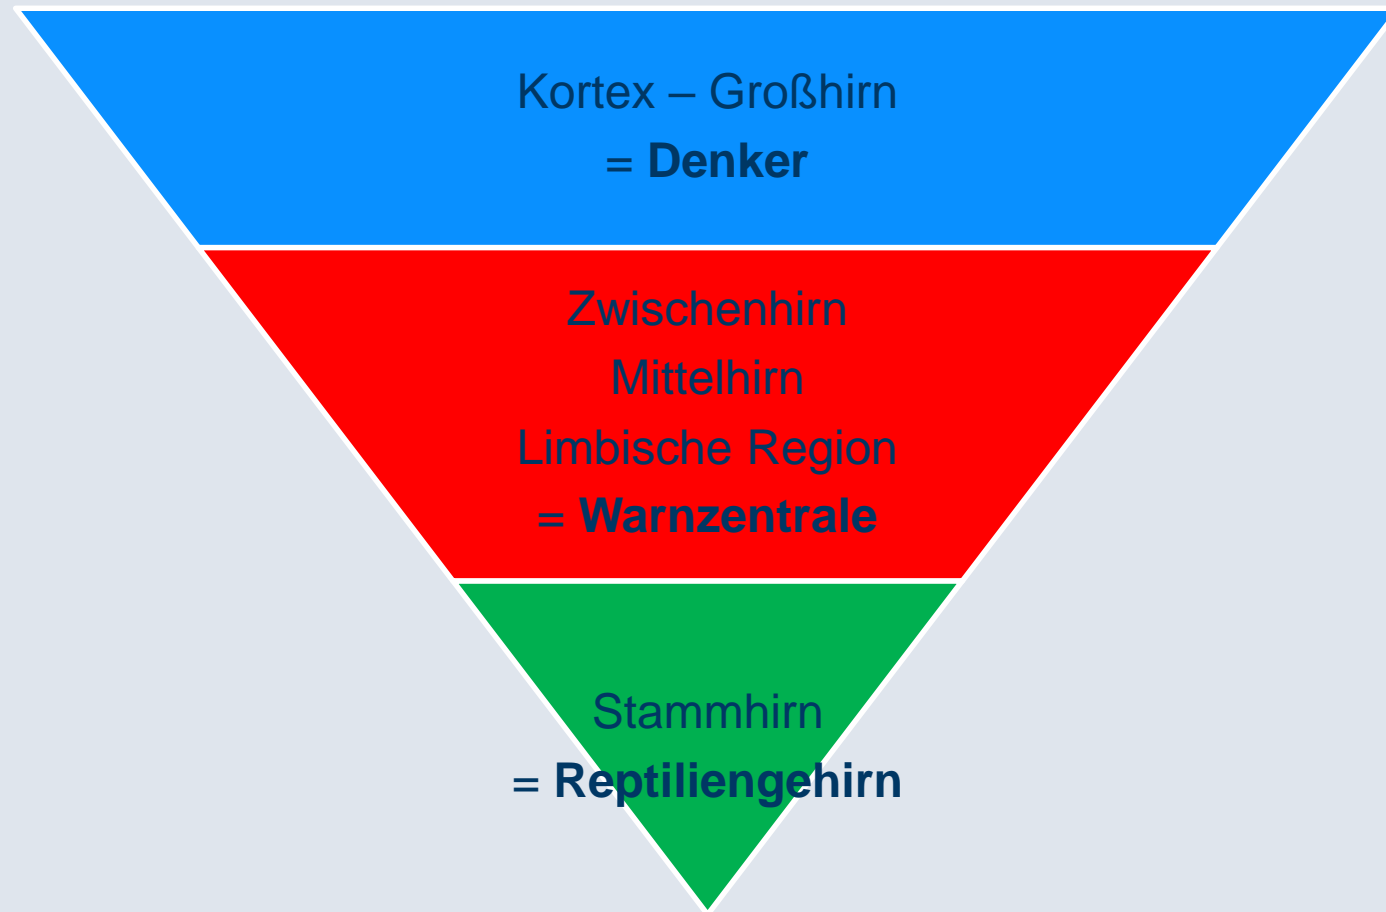 Kortex – Großhirn
= Denker
Zwischenhirn
Mittelhirn
Limbische Region
= Warnzentrale
Stammhirn
= Reptiliengehirn